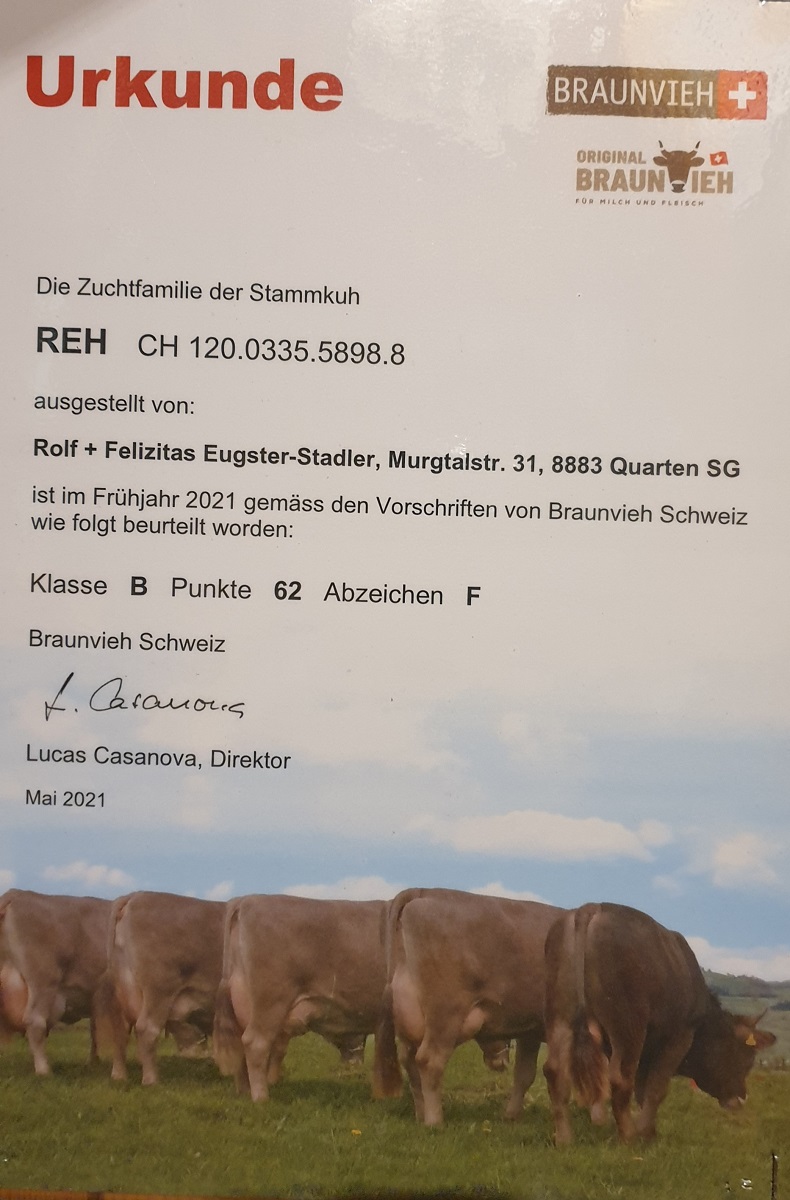 Urkunde
BRAUNVIEH
ORIGINAL
BRAUNVIEH
FÜR MILCH UND FLEISCH
Die Zuchtfamilie der Stammkuh
REH CH 120.0335.5898.8
ausgestellt von:
Rolf + Felizitas Eugster-Stadler, Murgtalstr. 31, 8883 Quarten SG
ist im Frühjahr 2021 gemäss den Vorschriften von Braunvieh Schweiz
wie folgt beurteilt worden:
Klasse B Punkte 62 Abzeichen F
Braunvieh Schweiz
L. Casanova
Lucas Casanova, Direktor
Mai 2021